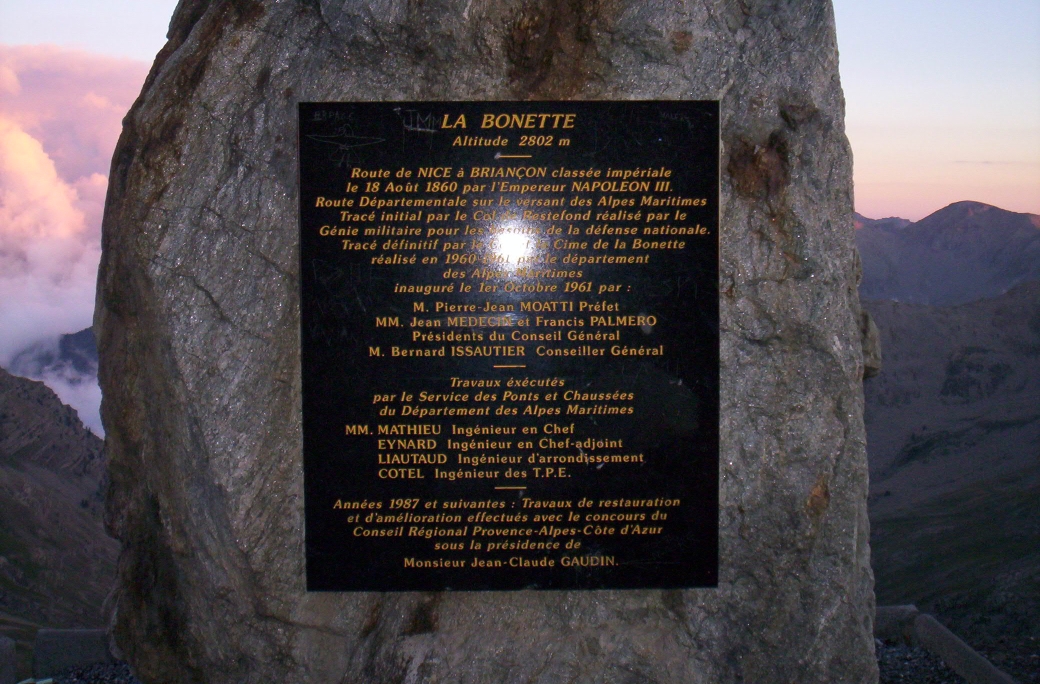 LA BONETTE
Altitude 2802 m
Route de NICE à BRIANÇON classée impériale
le 18 Août 1860 par l'Empereur NAPOLEON III.
Route Départementale sur le versant des Alpes Maritimes
Tracé initial par le Col de Restefond réalisé par le
Génie militaire pour les besoins de la défense nationale.
Tracé définitif par la Cime de la Bonette
réalisé en 1960-1961 par le département
des Alpes Maritimes
inauguré le 1er Octobre 1961 par :
M. Pierre-Jean MOATTI Préfet
MM. Jean MEDECIN et Francis PALMERO
Présidents du Conseil Général
M. Bernard ISSAUTIER Conseiller Général
Travaux éxécutés
par le Service des Ponts et Chaussées
du Département des Alpes Maritimes
MM. MATHIEU Ingénieur en Chef
EYNARD Ingénieur en Chef-adjoint
LIAUTAUD Ingénieur d'arrondissement
COTEL Ingénieur des T.P.E.
Années 1987 et suivantes : Travaux de restauration
et d'amélioration effectués avec le concours du
Conseil Régional Provence-Alpes-Côte d'Azur
sous la présidence de
Monsieur Jean-Claude GAUDIN.